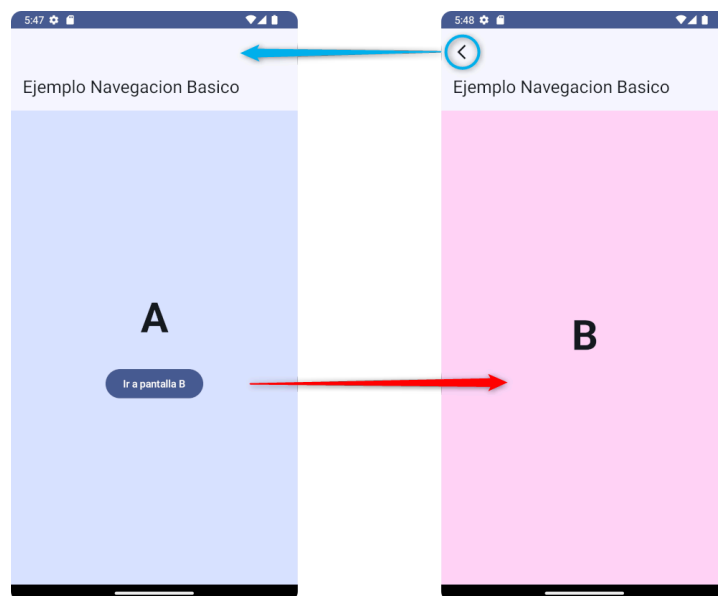 5:47
Ejemplo Navegacion Basico
A
Ir a pantalla B
5:48
Ejemplo Navegacion Basico
B